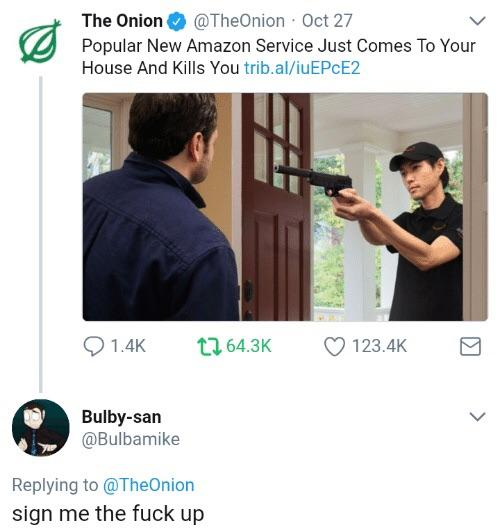 The Onion @TheOnion · Oct 27
Popular New Amazon Service Just Comes To Your
House And Kills You trib.al/iuEPcE2
1.4K 64.3K 123.4K
Bulby-san
@Bulbamike
Replying to @TheOnion
sign me the fuck up